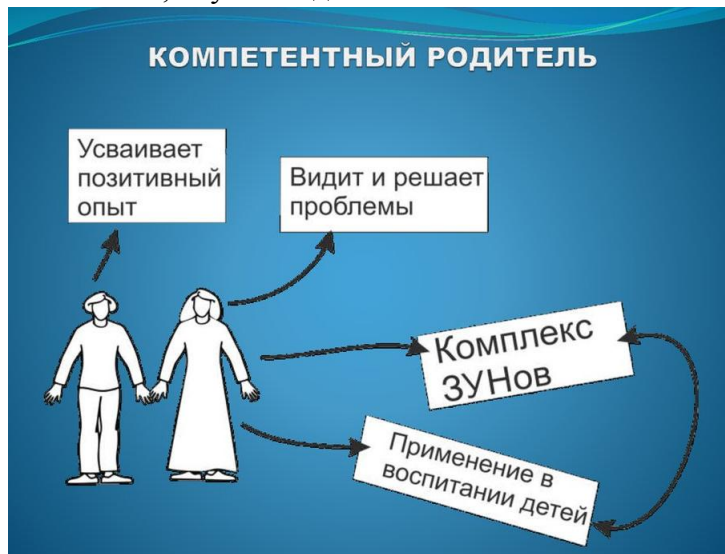 КОМПЕТЕНТНЫЙ РОДИТЕЛЬ
Усваивает
позитивный
опыт
Видит и решает
проблемы
Комплекс
ЗУНов
Применение в
воспитании детей